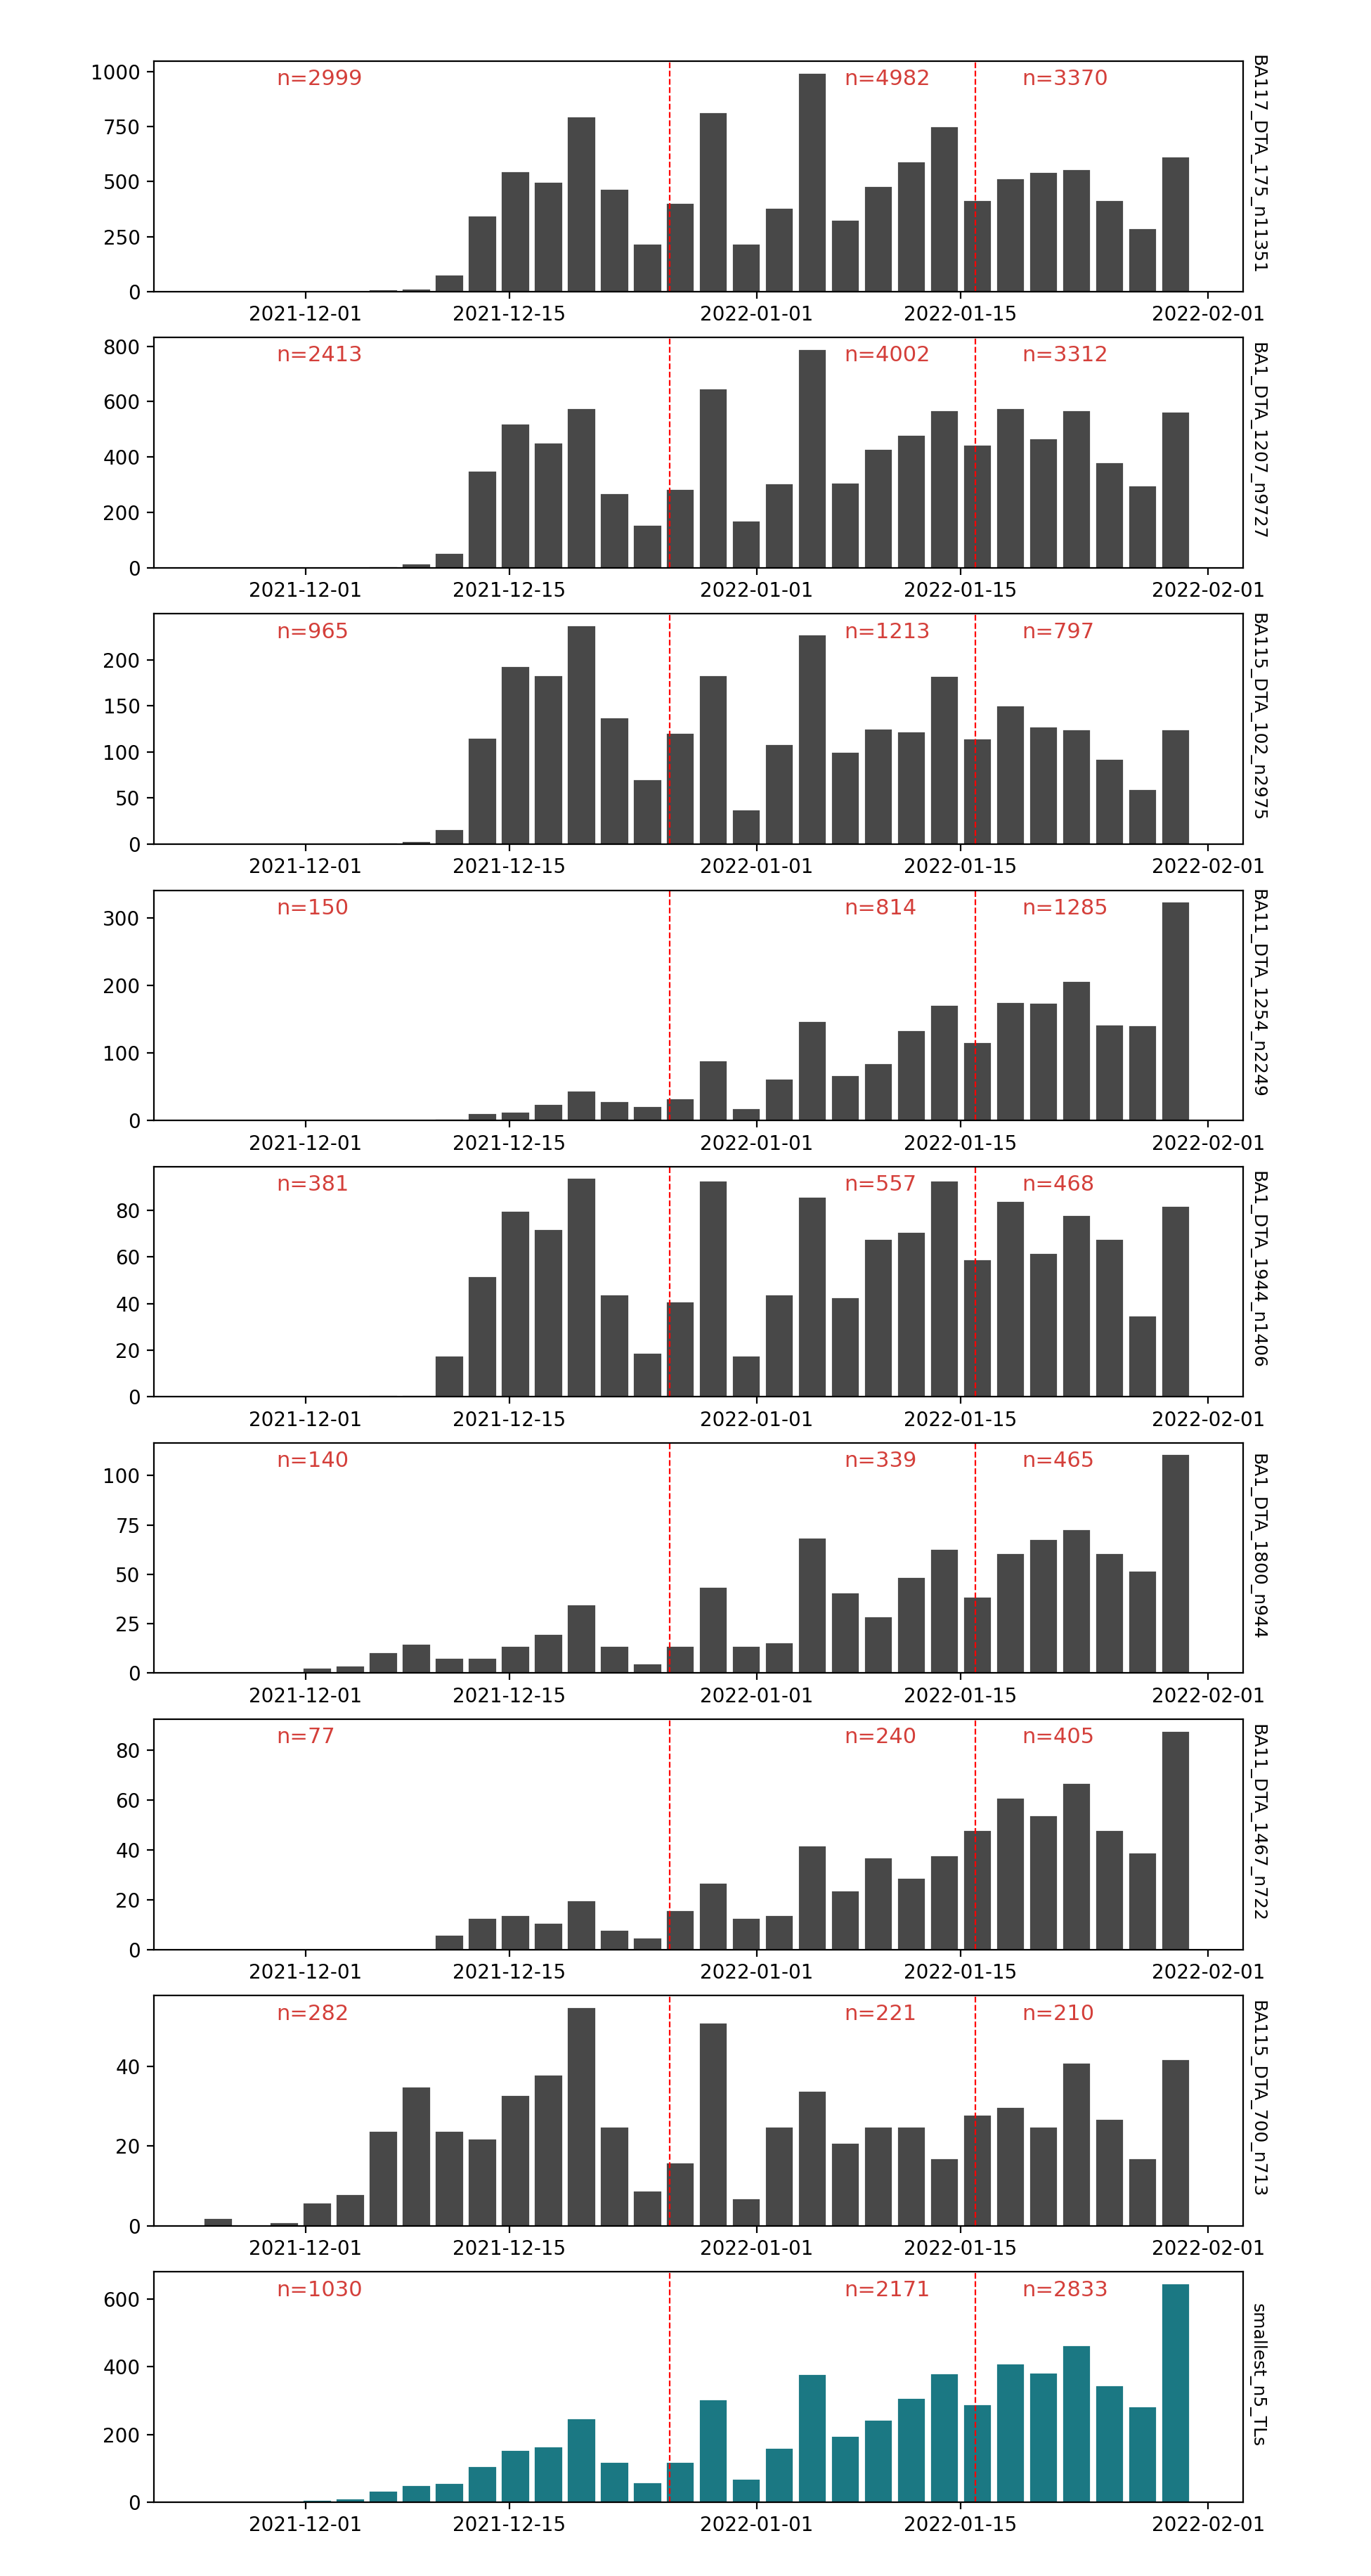 n=2999 n=4982 n=3370
1000
750
500
250
0
2021-12-01 2021-12-15 2022-01-01 2022-01-15 2022-02-01
BA117_DTA_175_n11351
n=2413 n=4002 n=3312
800
600
400
200
0
2021-12-01 2021-12-15 2022-01-01 2022-01-15 2022-02-01
BA1_DTA_1207_n9727
n=965 n=1213 n=797
200
150
100
50
0
2021-12-01 2021-12-15 2022-01-01 2022-01-15 2022-02-01
BA115_DTA_102_n2975
n=150 n=814 n=1285
300
200
100
0
2021-12-01 2021-12-15 2022-01-01 2022-01-15 2022-02-01
BA11_DTA_1254_n2249
n=381 n=557 n=468
80
60
40
20
0
2021-12-01 2021-12-15 2022-01-01 2022-01-15 2022-02-01
BA1_DTA_1944_n1406
n=140 n=339 n=465
100
75
50
25
0
2021-12-01 2021-12-15 2022-01-01 2022-01-15 2022-02-01
BA1_DTA_1800_n944
n=77 n=240 n=405
80
60
40
20
0
2021-12-01 2021-12-15 2022-01-01 2022-01-15 2022-02-01
BA11_DTA_1467_n722
n=282 n=221 n=210
40
20
0
2021-12-01 2021-12-15 2022-01-01 2022-01-15 2022-02-01
BA115_DTA_700_n713
n=1030 n=2171 n=2833
600
400
200
0
2021-12-01 2021-12-15 2022-01-01 2022-01-15 2022-02-01
smallest_n5_TLs